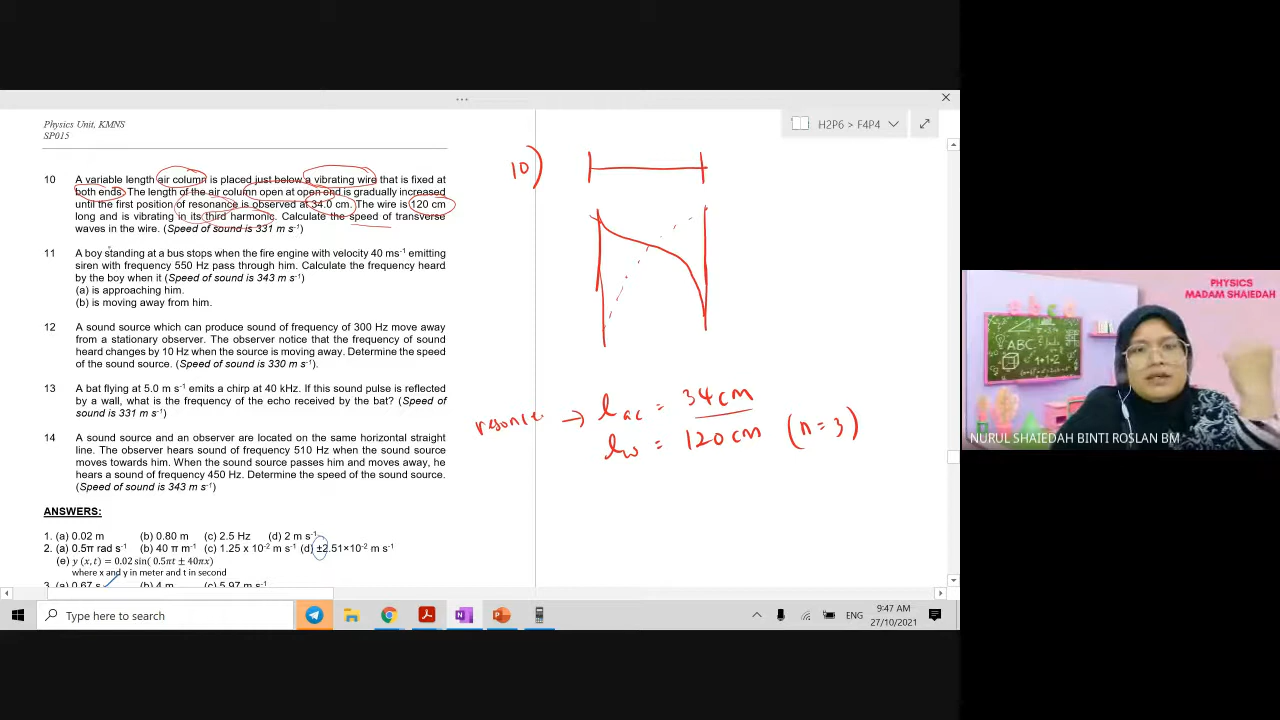 Physics Unit, KMNS
SP015
H2P6 > F4P4
10 A variable length air column is placed just below a vibrating wire that is fixed at
both ends. The length of the air column open at open end is gradually increased
until the first position of resonance is observed at 34.0 cm. The wire is 120 cm
long and is vibrating in its third harmonic. Calculate the speed of transverse
waves in the wire. (Speed of sound is 331 m s⁻¹)
11 A boy standing at a bus stops when the fire engine with velocity 40 ms⁻¹ emitting
siren with frequency 550 Hz pass through him. Calculate the frequency heard
by the boy when it (Speed of sound is 343 m s⁻¹)
(a) is approaching him.
(b) is moving away from him.
12 A sound source which can produce sound of frequency of 300 Hz move away
from a stationary observer. The observer notice that the frequency of sound
heard changes by 10 Hz when the source is moving away. Determine the speed
of the sound source. (Speed of sound is 330 m s⁻¹).
13 A bat flying at 5.0 m s⁻¹ emits a chirp at 40 kHz. If this sound pulse is reflected
by a wall, what is the frequency of the echo received by the bat? (Speed of
sound is 331 m s⁻¹)
14 A sound source and an observer are located on the same horizontal straight
line. The observer hears sound of frequency 510 Hz when the sound source
moves towards him. When the sound source passes him and moves away, he
hears a sound of frequency 450 Hz. Determine the speed of the sound source.
(Speed of sound is 343 m s⁻¹)
ANSWERS:
1. (a) 0.02 m (b) 0.80 m (c) 2.5 Hz (d) 2 m s⁻¹
2. (a) 0.5π rad s⁻¹ (b) 40 π m⁻¹ (c) 1.25 x 10⁻² m s⁻¹ (d) ±2.51×10⁻² m s⁻¹
(e) y (x,t) = 0.02 sin( 0.5πt ± 40πx)
where x and y in meter and t in second
3. (a) 0.67 s (b) 4 m (c) 5.97 m s⁻¹
10)
→ l ac = 34 cm
lw = 120 cm (n = 3)
PHYSICS
MADAM SHAIEDAH
ABC
NURUL SHAIEDAH BINTI ROSLAN BM
Type here to search
ENG
9:47 AM
27/10/2021